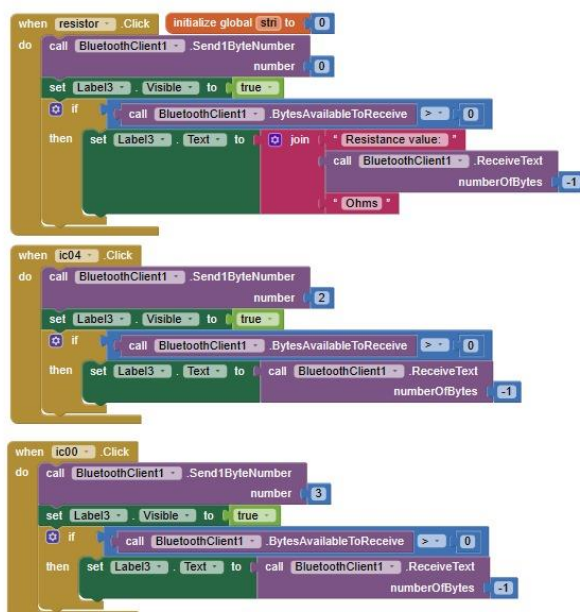 when resistor .Click initialize global stri to 0
do call BluetoothClient1 .Send1ByteNumber
number 0
set Label3 . Visible to true
if call BluetoothClient1 .BytesAvailableToReceive > 0
then set Label3 . Text to join " Resistance value: "
call BluetoothClient1 .ReceiveText
numberOfBytes -1
" Ohms "
when ic04 .Click
do call BluetoothClient1 .Send1ByteNumber
number 2
set Label3 . Visible to true
if call BluetoothClient1 .BytesAvailableToReceive > 0
then set Label3 . Text to call BluetoothClient1 .ReceiveText
numberOfBytes -1
when ic00 .Click
do call BluetoothClient1 .Send1ByteNumber
number 3
set Label3 . Visible to true
if call BluetoothClient1 .BytesAvailableToReceive > 0
then set Label3 . Text to call BluetoothClient1 .ReceiveText
numberOfBytes -1